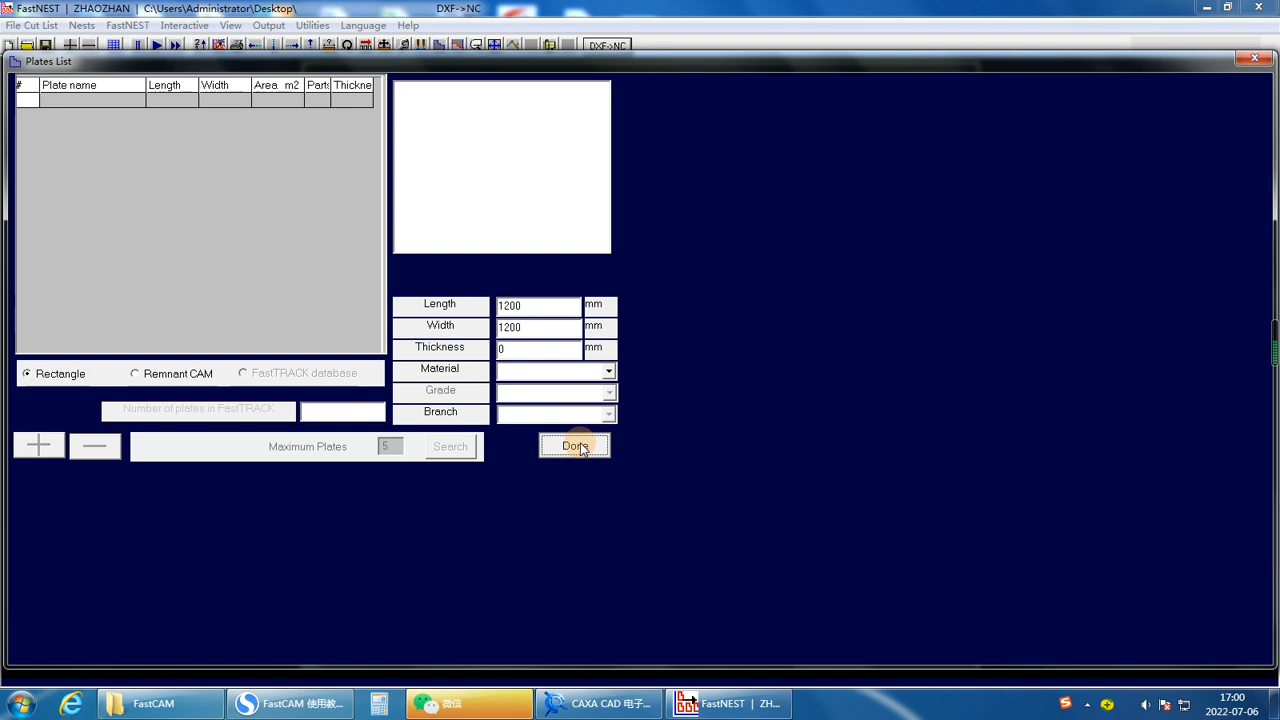 FastNEST | ZHAOZHAN | C:\Users\Administrator\Desktop\ DXF->NC
File Cut List Nests FastNEST Interactive View Output Utilities Language Help
DXF->NC
Plates List
# Plate name Length Width Area m2 Parts Thickne
Length 1200 mm
Width 1200 mm
Thickness 0 mm
Material
Grade
Branch
Rectangle Remnant CAM FastTRACK database
Number of plates in FastTRACK
Maximum Plates 5 Search Done
FastCAM FastCAM 使用教... 微信 CAXA CAD 电子... FastNEST | ZH...
17:00
2022-07-06